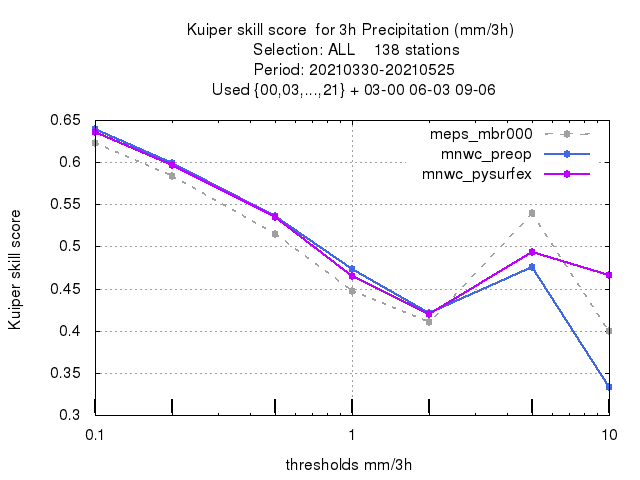 Kuiper skill score  for 3h Precipitation (mm/3h)
Selection: ALL    138 stations
Period: 20210330-20210525
Used {00,03,...,21} + 03-00 06-03 09-06
meps_mbr000
mnwc_preop
mnwc_pysurfex
Kuiper skill score
0.65
0.6
0.55
0.5
0.45
0.4
0.35
0.3
0.1
1
10
thresholds mm/3h